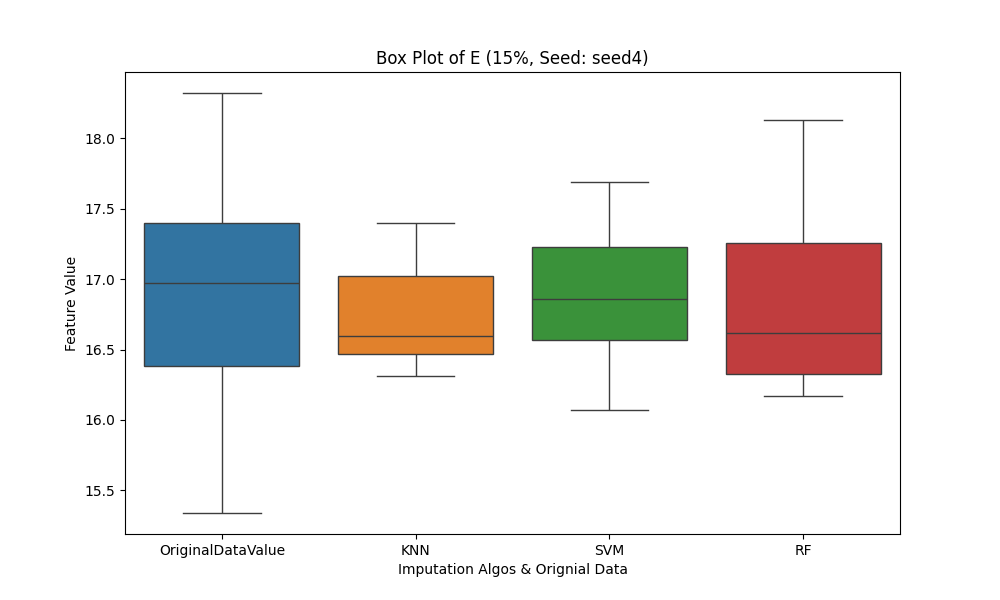 Box Plot of E (15%, Seed: seed4)
Feature Value
18.0
17.5
17.0
16.5
16.0
15.5
OriginalDataValue KNN SVM RF
Imputation Algos & Orignial Data